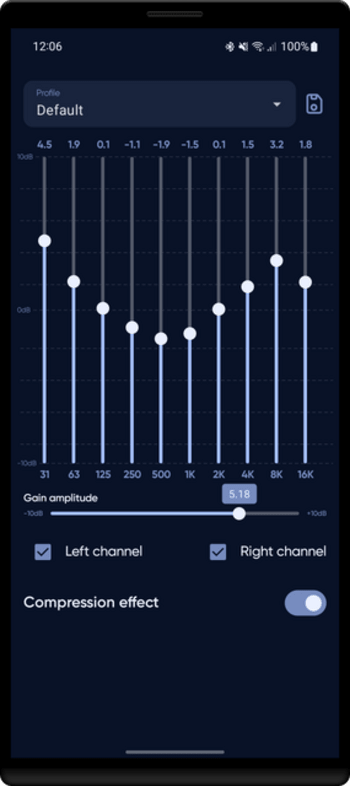 12:06 100%
Profile
Default
4.5 1.9 0.1 -1.1 -1.9 -1.5 0.1 1.5 3.2 1.8
10dB
0dB
-10dB
31 63 125 250 500 1K 2K 4K 8K 16K
Gain amplitude
5.18
-10dB +10dB
Left channel Right channel
Compression effect